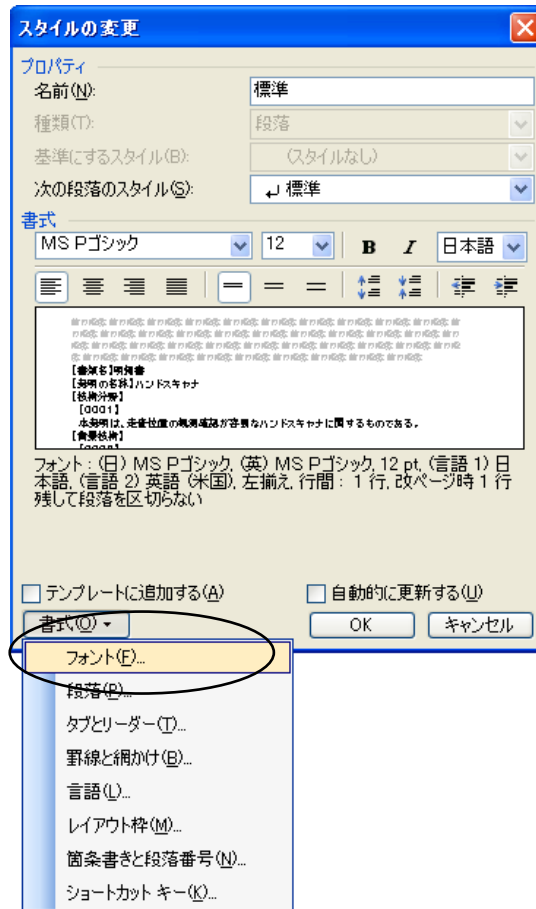 スタイルの変更
プロパティ
名前(N): 標準
種類(T): 段落
基準にするスタイル(B): (スタイルなし)
次の段落のスタイル(S): ↵ 標準
書式
MS Pゴシック 12 B I 日本語
【書類名】明細書
【発明の名称】ハンドスキャナ
【技術分野】
【0001】
本発明は、走査位置の観測確認が容易なハンドスキャナに関するものである。
【背景技術】
フォント : (日) MS Pゴシック, (英) MS Pゴシック, 12 pt, (言語 1) 日
本語, (言語 2) 英語 (米国), 左揃え, 行間 : 1 行, 改ページ時 1 行
残して段落を区切らない
テンプレートに追加する(A) 自動的に更新する(U)
書式(O) OK キャンセル
フォント(F)...
段落(P)...
タブとリーダー(T)...
罫線と網かけ(B)...
言語(L)...
レイアウト枠(M)...
箇条書きと段落番号(N)...
ショートカット キー(K)...